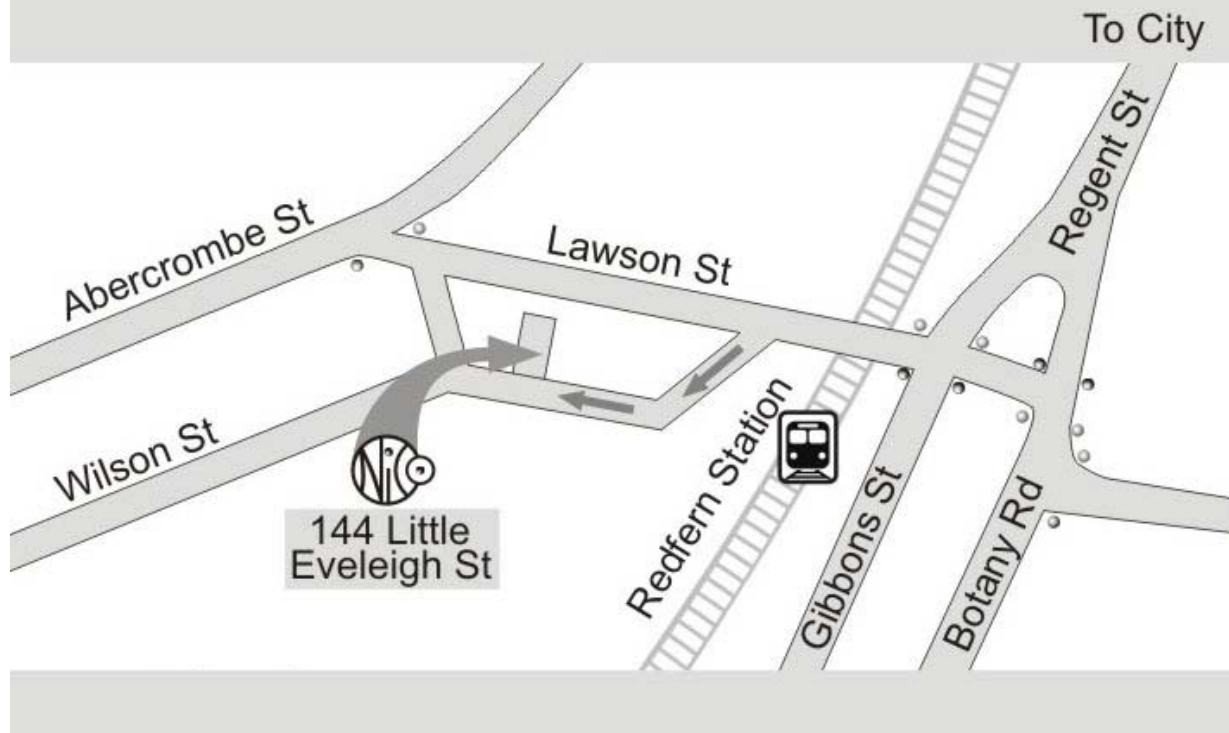 To City
Regent St
Abercrombe St
Lawson St
Wilson St
144 Little
Eveleigh St
Redfern Station
Gibbons St
Botany Rd